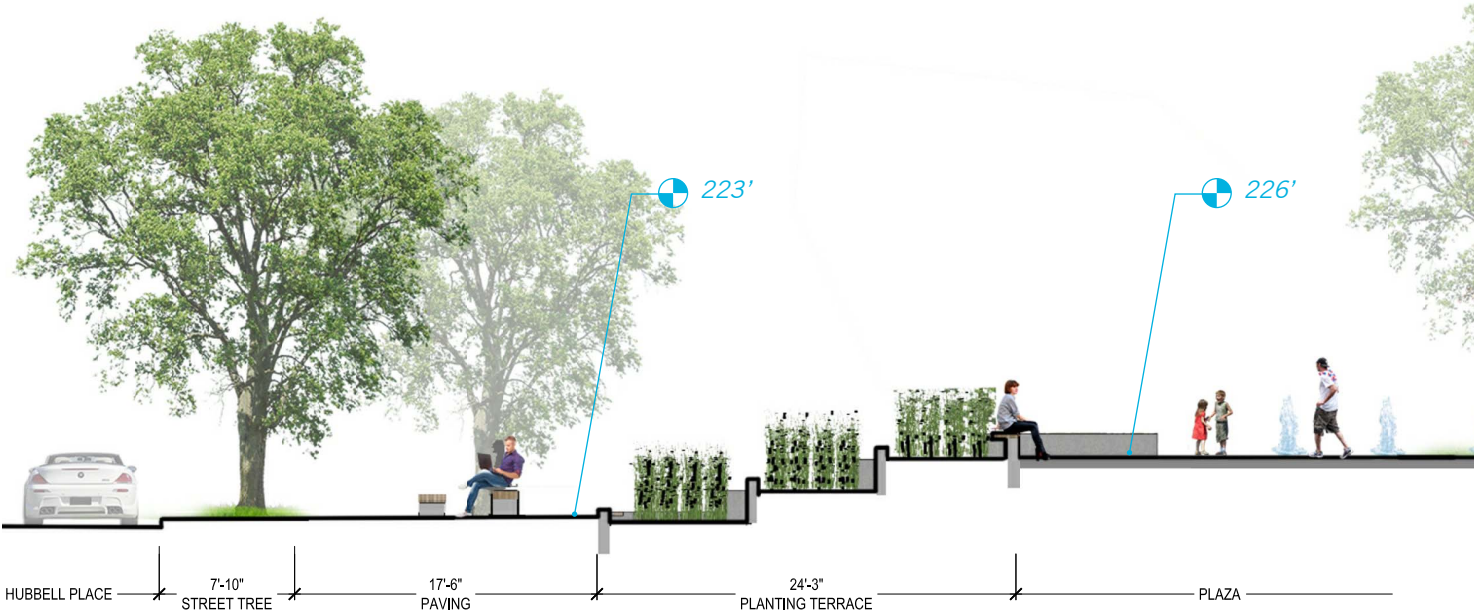 223'
226'
HUBBELL PLACE
7'-10"
STREET TREE
17'-6"
PAVING
24'-3"
PLANTING TERRACE
PLAZA